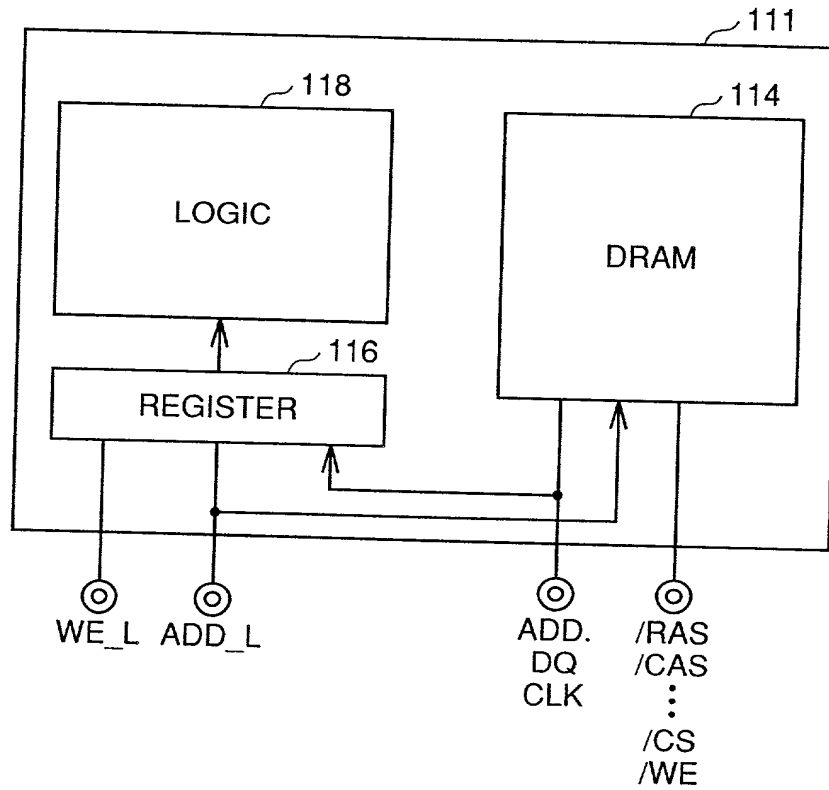 111
118
114
LOGIC
DRAM
116
REGISTER
WE_L
ADD_L
ADD.
DQ
CLK
/RAS
/CAS
/CS
/WE